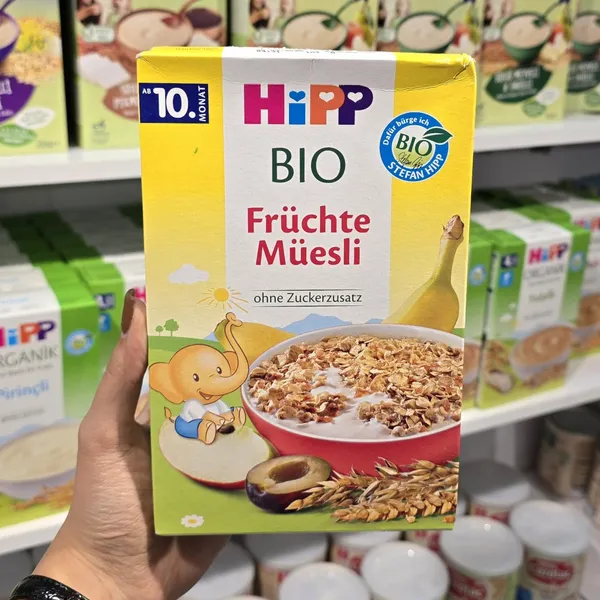 AB 10. MONAT
HiPP
BIO
Dafür bürge ich
BIO
STEFAN HIPP
Früchte
Müesli
ohne Zuckerzusatz
HiPP
ORGANİK
Pirinçli
HiPP
ORGANİK